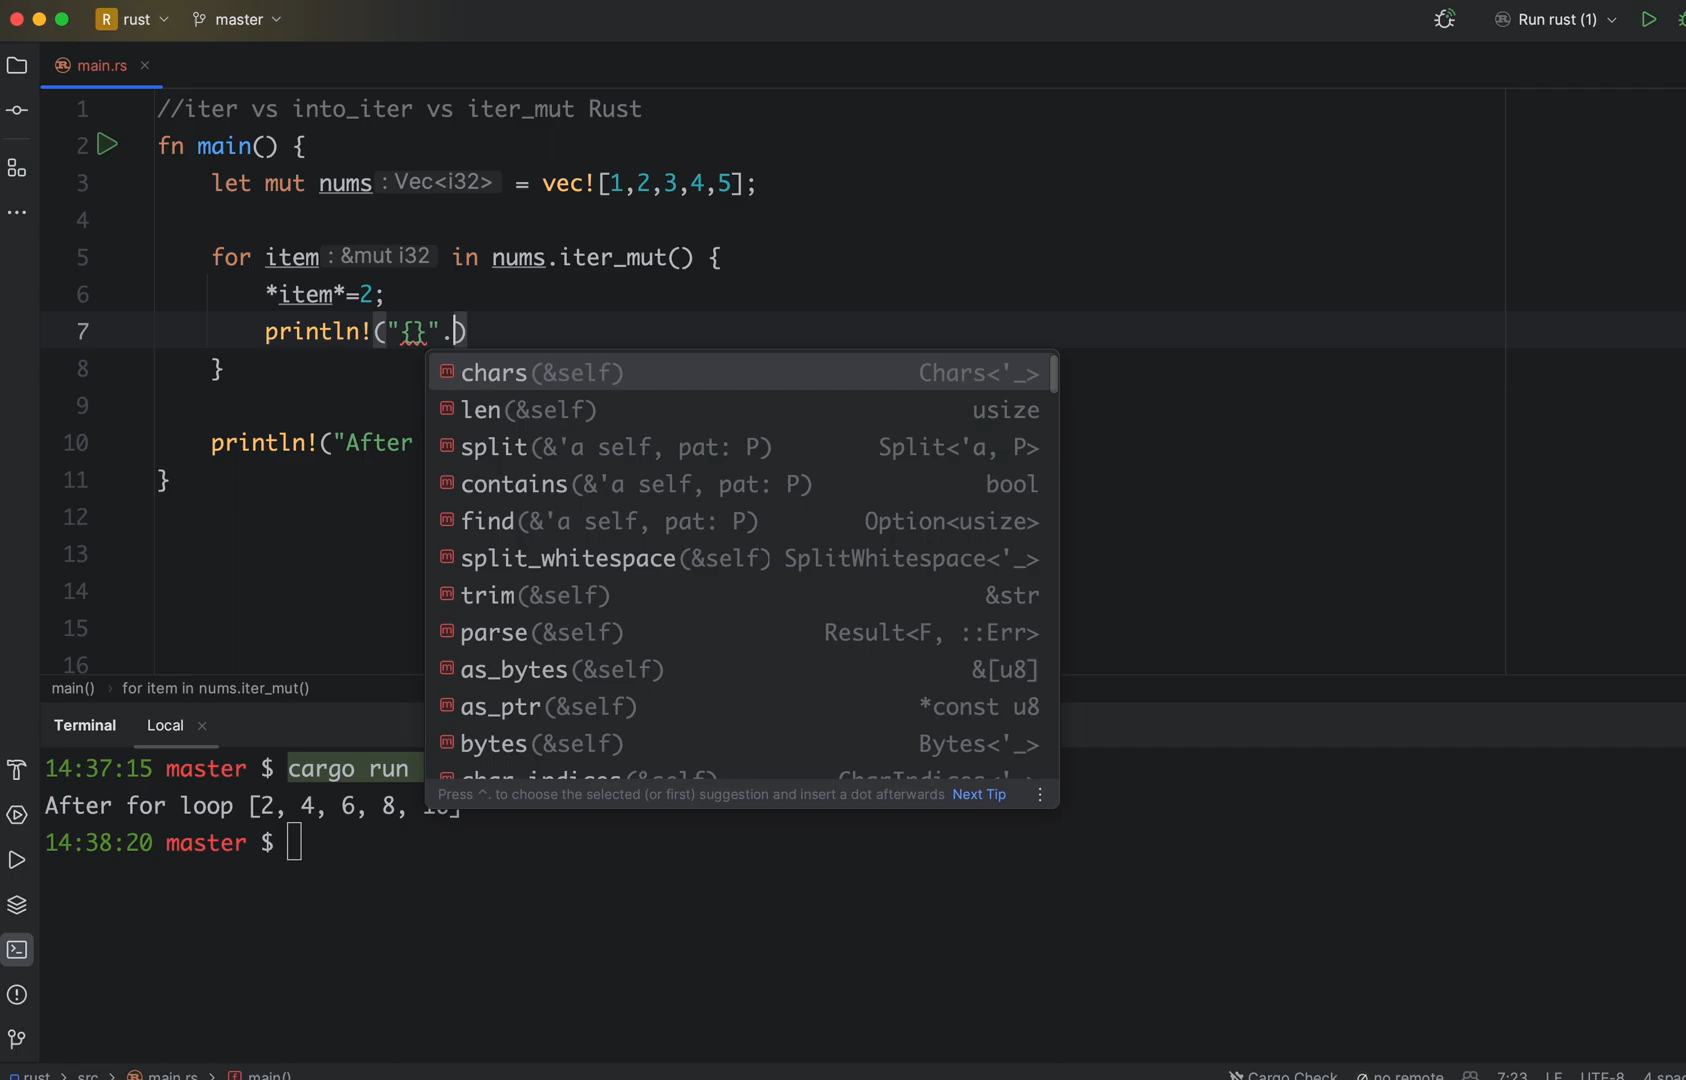 R rust master Run rust (1)
main.rs
1 //iter vs into_iter vs iter_mut Rust
2 fn main() {
3 let mut nums : Vec<i32> = vec![1,2,3,4,5];
4
5 for item : &mut i32 in nums.iter_mut() {
6 *item*=2;
7 println!("{}".)
8 }
9
10 println!("After
11 }
12
13
14
15
16
chars(&self) Chars<'_>
len(&self) usize
split(&'a self, pat: P) Split<'a, P>
contains(&'a self, pat: P) bool
find(&'a self, pat: P) Option<usize>
split_whitespace(&self) SplitWhitespace<'_>
trim(&self) &str
parse(&self) Result<F, ::Err>
as_bytes(&self) &[u8]
as_ptr(&self) *const u8
bytes(&self) Bytes<'_>
char_indices(&self) CharIndices<'_>
Press ^. to choose the selected (or first) suggestion and insert a dot afterwards Next Tip
main() for item in nums.iter_mut()
Terminal Local
14:37:15 master $ cargo run
After for loop [2, 4, 6, 8, 10]
14:38:20 master $
rust src main.rs main() Cargo Check no remote 7:23 LF UTF-8 4 spac